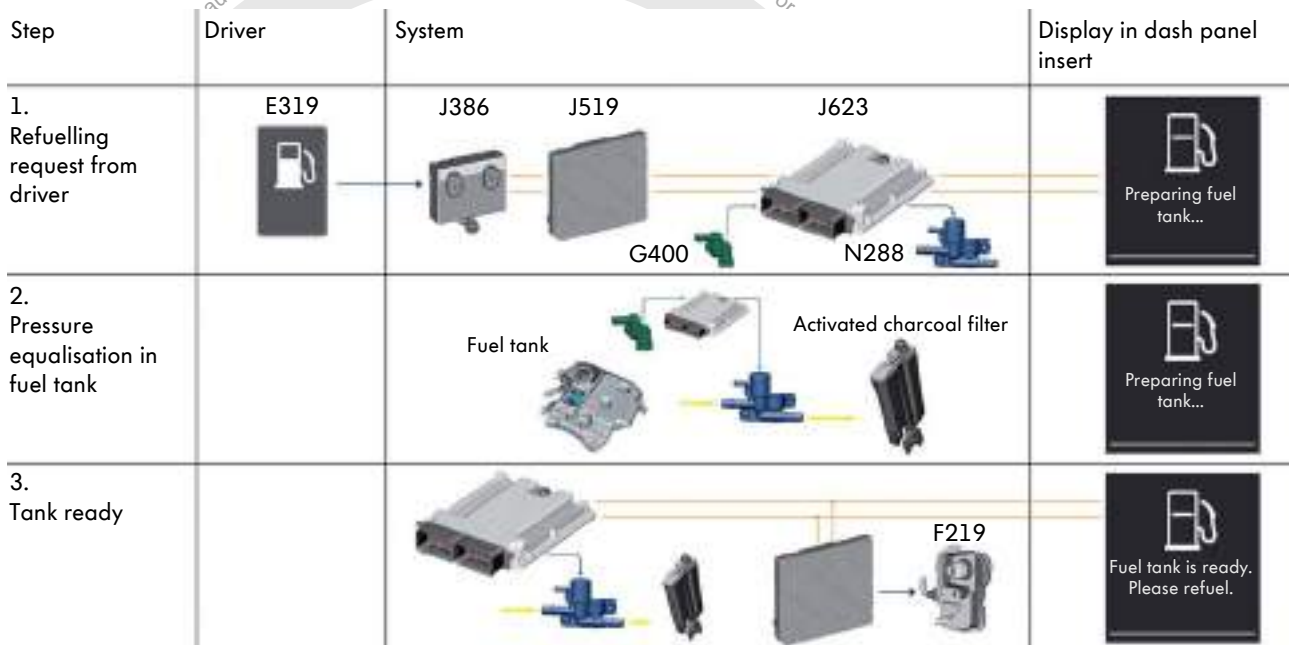 Step
Driver
System
Display in dash panel
insert
1.
Refuelling
request from
driver
E319
J386
J519
J623
G400
N288
Preparing fuel
tank...
2.
Pressure
equalisation in
fuel tank
Fuel tank
Activated charcoal filter
Preparing fuel
tank...
3.
Tank ready
F219
Fuel tank is ready.
Please refuel.